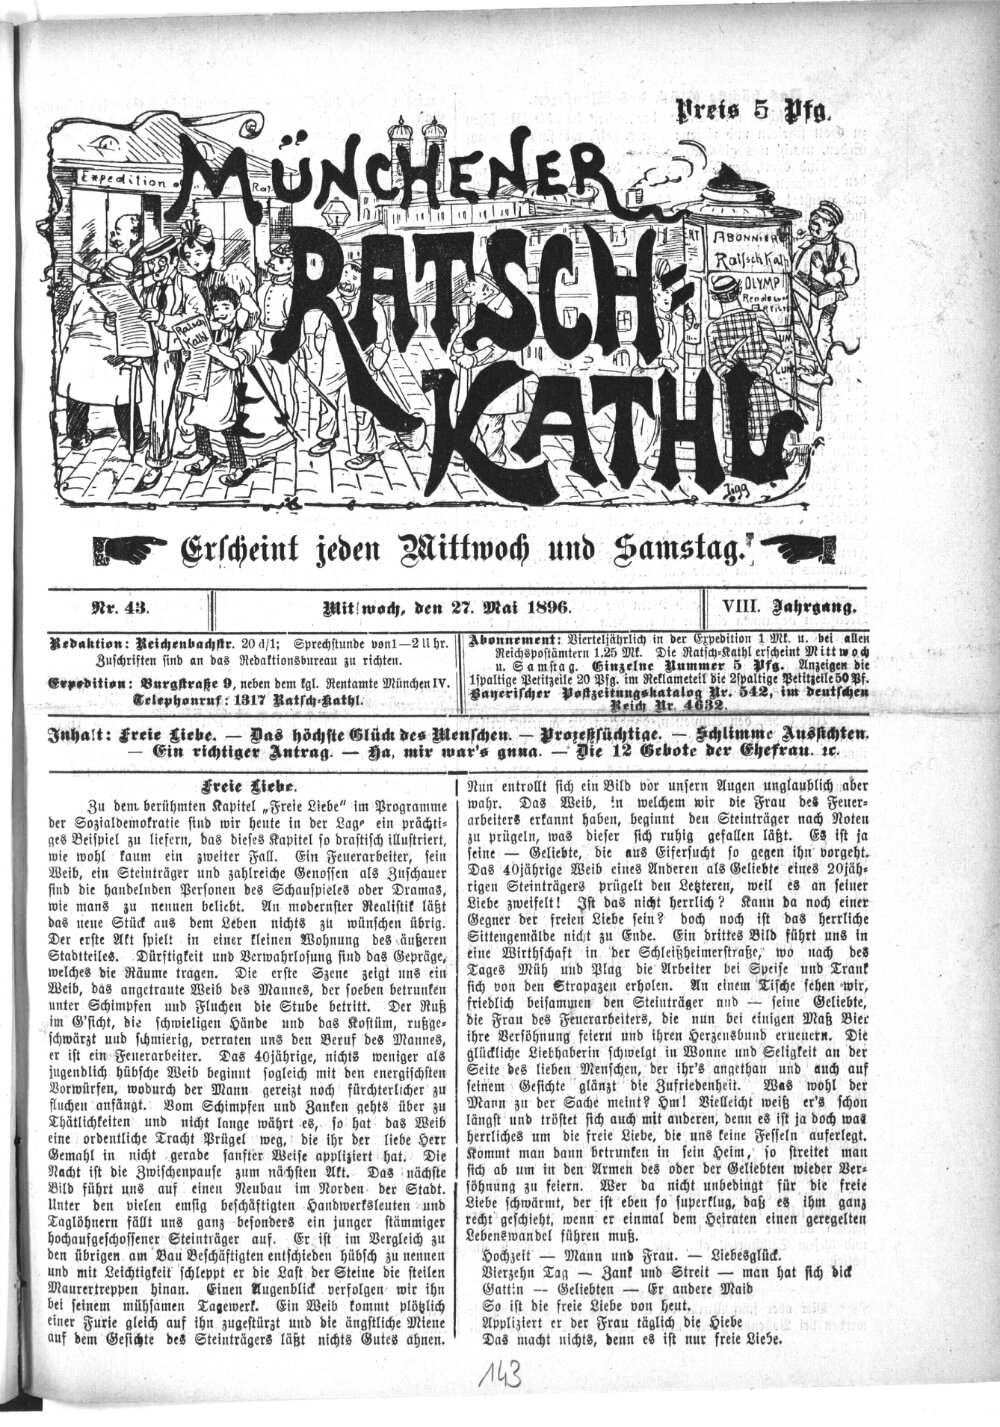 Preis 5 Pfg.
Expedition
MÜNCHENER
RATSCH-
KATHL
Ratsch
Kathl
ABONNIERT
Ratsch Kathl
OLYMPI
Jigg
Erscheint jeden Mittwoch und Samstag.
Nr. 43.
Mittwoch, den 27. Mai 1896.
VIII. Jahrgang.
Redaktion: Reichenbachstr. 20 d/1; Sprechstunde von 1—2 Uhr.
Zuschriften sind an das Redaktionsbureau zu richten.
Expedition: Burgstraße 9, neben dem kgl. Rentamte München IV.
Telephonruf: 1317 Ratsch-Kathl.
Abonnement: Vierteljährlich in der Expedition 1 Mk. u. bei allen
Reichspostämtern 1.25 Mk. Die Ratsch-Kathl erscheint Mittwoch
u. Samstag. Einzelne Nummer 5 Pfg. Anzeigen die
1spaltige Petitzeile 20 Pfg. im Reklameteil die 2spaltige Petitzeile 50 Pf.
Bayerischer Postzeitungskatalog Nr. 542, im deutschen
Reich Nr. 4632.
Inhalt: Freie Liebe. — Das höchste Glück des Menschen. — Prozeßsüchtige. — Schlimme Aussichten.
— Ein richtiger Antrag. — Ha, mir war's gnua. — Die 12 Gebote der Ehefrau. ꝛc.
Freie Liebe.
Zu dem berühmten Kapitel „Freie Liebe“ im Programme
der Sozialdemokratie sind wir heute in der Lage ein prächti-
ges Beispiel zu liefern, das dieses Kapitel so drastisch illustriert,
wie wohl kaum ein zweiter Fall. Ein Feuerarbeiter, sein
Weib, ein Steinträger und zahlreiche Genossen als Zuschauer
sind die handelnden Personen des Schauspieles oder Dramas,
wie mans zu nennen beliebt. An modernster Realistik läßt
das neue Stück aus dem Leben nichts zu wünschen übrig.
Der erste Akt spielt in einer kleinen Wohnung des äußeren
Stadtteiles. Dürftigkeit und Verwahrlosung sind das Gepräge,
welches die Räume tragen. Die erste Szene zeigt uns ein
Weib, das angetraute Weib des Mannes, der soeben betrunken
unter Schimpfen und Fluchen die Stube betritt. Der Ruß
im G'sicht, die schwieligen Hände und das Kostüm, rußge-
schwärzt und schmierig, verraten uns den Beruf des Mannes,
er ist ein Feuerarbeiter. Das 40jährige, nichts weniger als
jugendlich hübsche Weib beginnt sogleich mit den energischsten
Vorwürfen, wodurch der Mann gereizt noch fürchterlicher zu
fluchen anfängt. Vom Schimpfen und Zanken gehts über zu
Thätlichkeiten und nicht lange währt es, so hat das Weib
eine ordentliche Tracht Prügel weg, die ihr der liebe Herr
Gemahl in nicht gerade sanfter Weise appliziert hat. Die
Nacht ist die Zwischenpause zum nächsten Akt. Das nächste
Bild führt uns auf einen Neubau im Norden der Stadt.
Unter den vielen emsig beschäftigten Handwerksleuten und
Taglöhnern fällt uns ganz besonders ein junger stämmiger
hochaufgeschossener Steinträger auf. Er ist im Vergleich zu
den übrigen am Bau Beschäftigten entschieden hübsch zu nennen
und mit Leichtigkeit schleppt er die Last der Steine die steilen
Maurertreppen hinan. Einen Augenblick verfolgen wir ihn
bei seinem mühsamen Tagewerk. Ein Weib kommt plötzlich
einer Furie gleich auf ihn zugestürzt und die ängstliche Miene
auf dem Gesichte des Steinträgers läßt nichts Gutes ahnen.
Nun entrollt sich ein Bild vor unsern Augen unglaublich aber
wahr. Das Weib, in welchem wir die Frau des Feuer-
arbeiters erkannt haben, beginnt den Steinträger nach Noten
zu prügeln, was dieser sich ruhig gefallen läßt. Es ist ja
seine — Geliebte, die aus Eifersucht so gegen ihn vorgeht.
Das 40jährige Weib eines Anderen als Geliebte eines 20jäh-
rigen Steinträgers prügelt den Letzteren, weil es an seiner
Liebe zweifelt! Ist das nicht herrlich? Kann da noch einer
Gegner der freien Liebe sein? doch noch ist das herrliche
Sittengemälde nicht zu Ende. Ein drittes Bild führt uns in
eine Wirthschaft in der Schleißheimerstraße, wo nach des
Tages Müh und Plag die Arbeiter bei Speise und Trank
sich von den Strapazen erholen. An einem Tische sehen wir,
friedlich beisammen den Steinträger und — seine Geliebte,
die Frau des Feuerarbeiters, die nun bei einigen Maß Bier
ihre Versöhnung feiern und ihren Herzensbund erneuern. Die
glückliche Liebhaberin schwelgt in Wonne und Seligkeit an der
Seite des lieben Menschen, der ihr's angethan und auch auf
seinem Gesichte glänzt die Zufriedenheit. Was wohl der
Mann zu der Sache meint? Hm! Vielleicht weiß er's schon
längst und tröstet sich auch mit anderen, denn es ist ja doch was
herrliches um die freie Liebe, die uns keine Fesseln auferlegt.
Kommt man dann betrunken in sein Heim, so streitet man
sich ab um in den Armen des oder der Geliebten wieder Ver-
söhnung zu feiern. Wer da nicht unbedingt für die freie
Liebe schwärmt, der ist eben so superklug, daß es ihm ganz
recht geschieht, wenn er einmal dem Heiraten einen geregelten
Lebenswandel führen muß.
Hochzeit — Mann und Frau. — Liebesglück.
Vierzehn Tag — Zank und Streit — man hat sich dick
Gattin — Geliebten — Er andere Maid
So ist die freie Liebe von heut.
Appliziert er der Frau täglich die Hiebe
Das macht nichts, denn es ist nur freie Liebe.
143